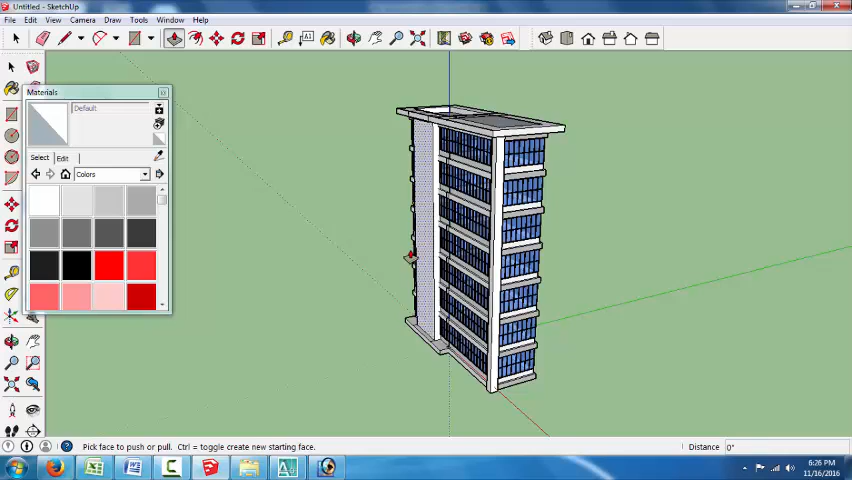 Untitled - SketchUp
File Edit View Camera Draw Tools Window Help
A1
Materials
Default
Select Edit
Colors
Pick face to push or pull. Ctrl = toggle create new starting face.
Distance 0"
6:26 PM
11/16/2016